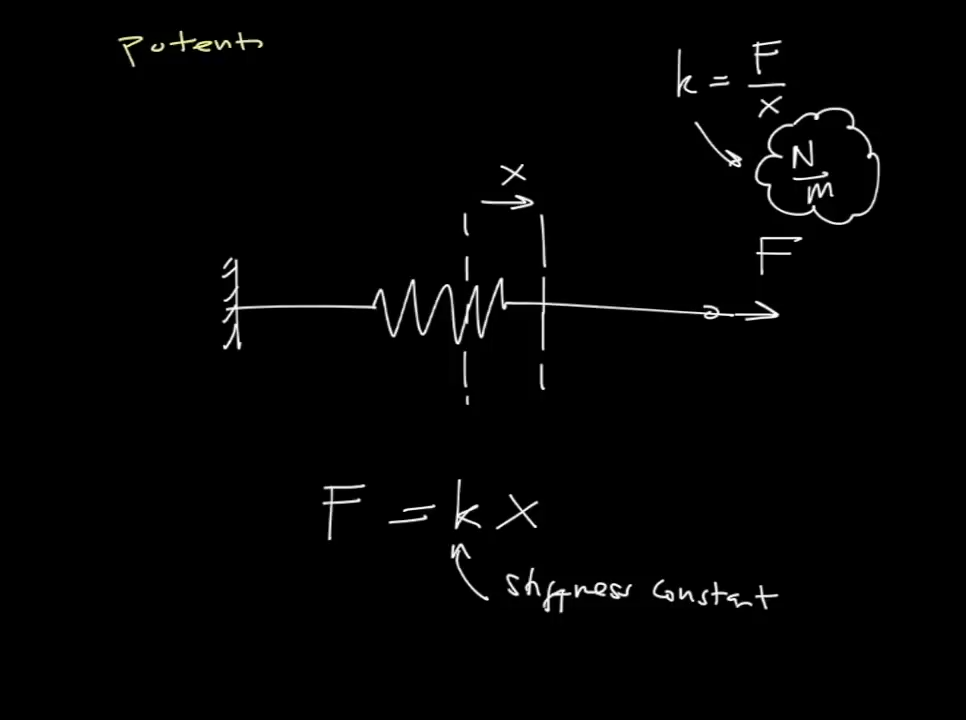 Potent
k = F/x
N/m
x
F
F = kx
stiffness constant